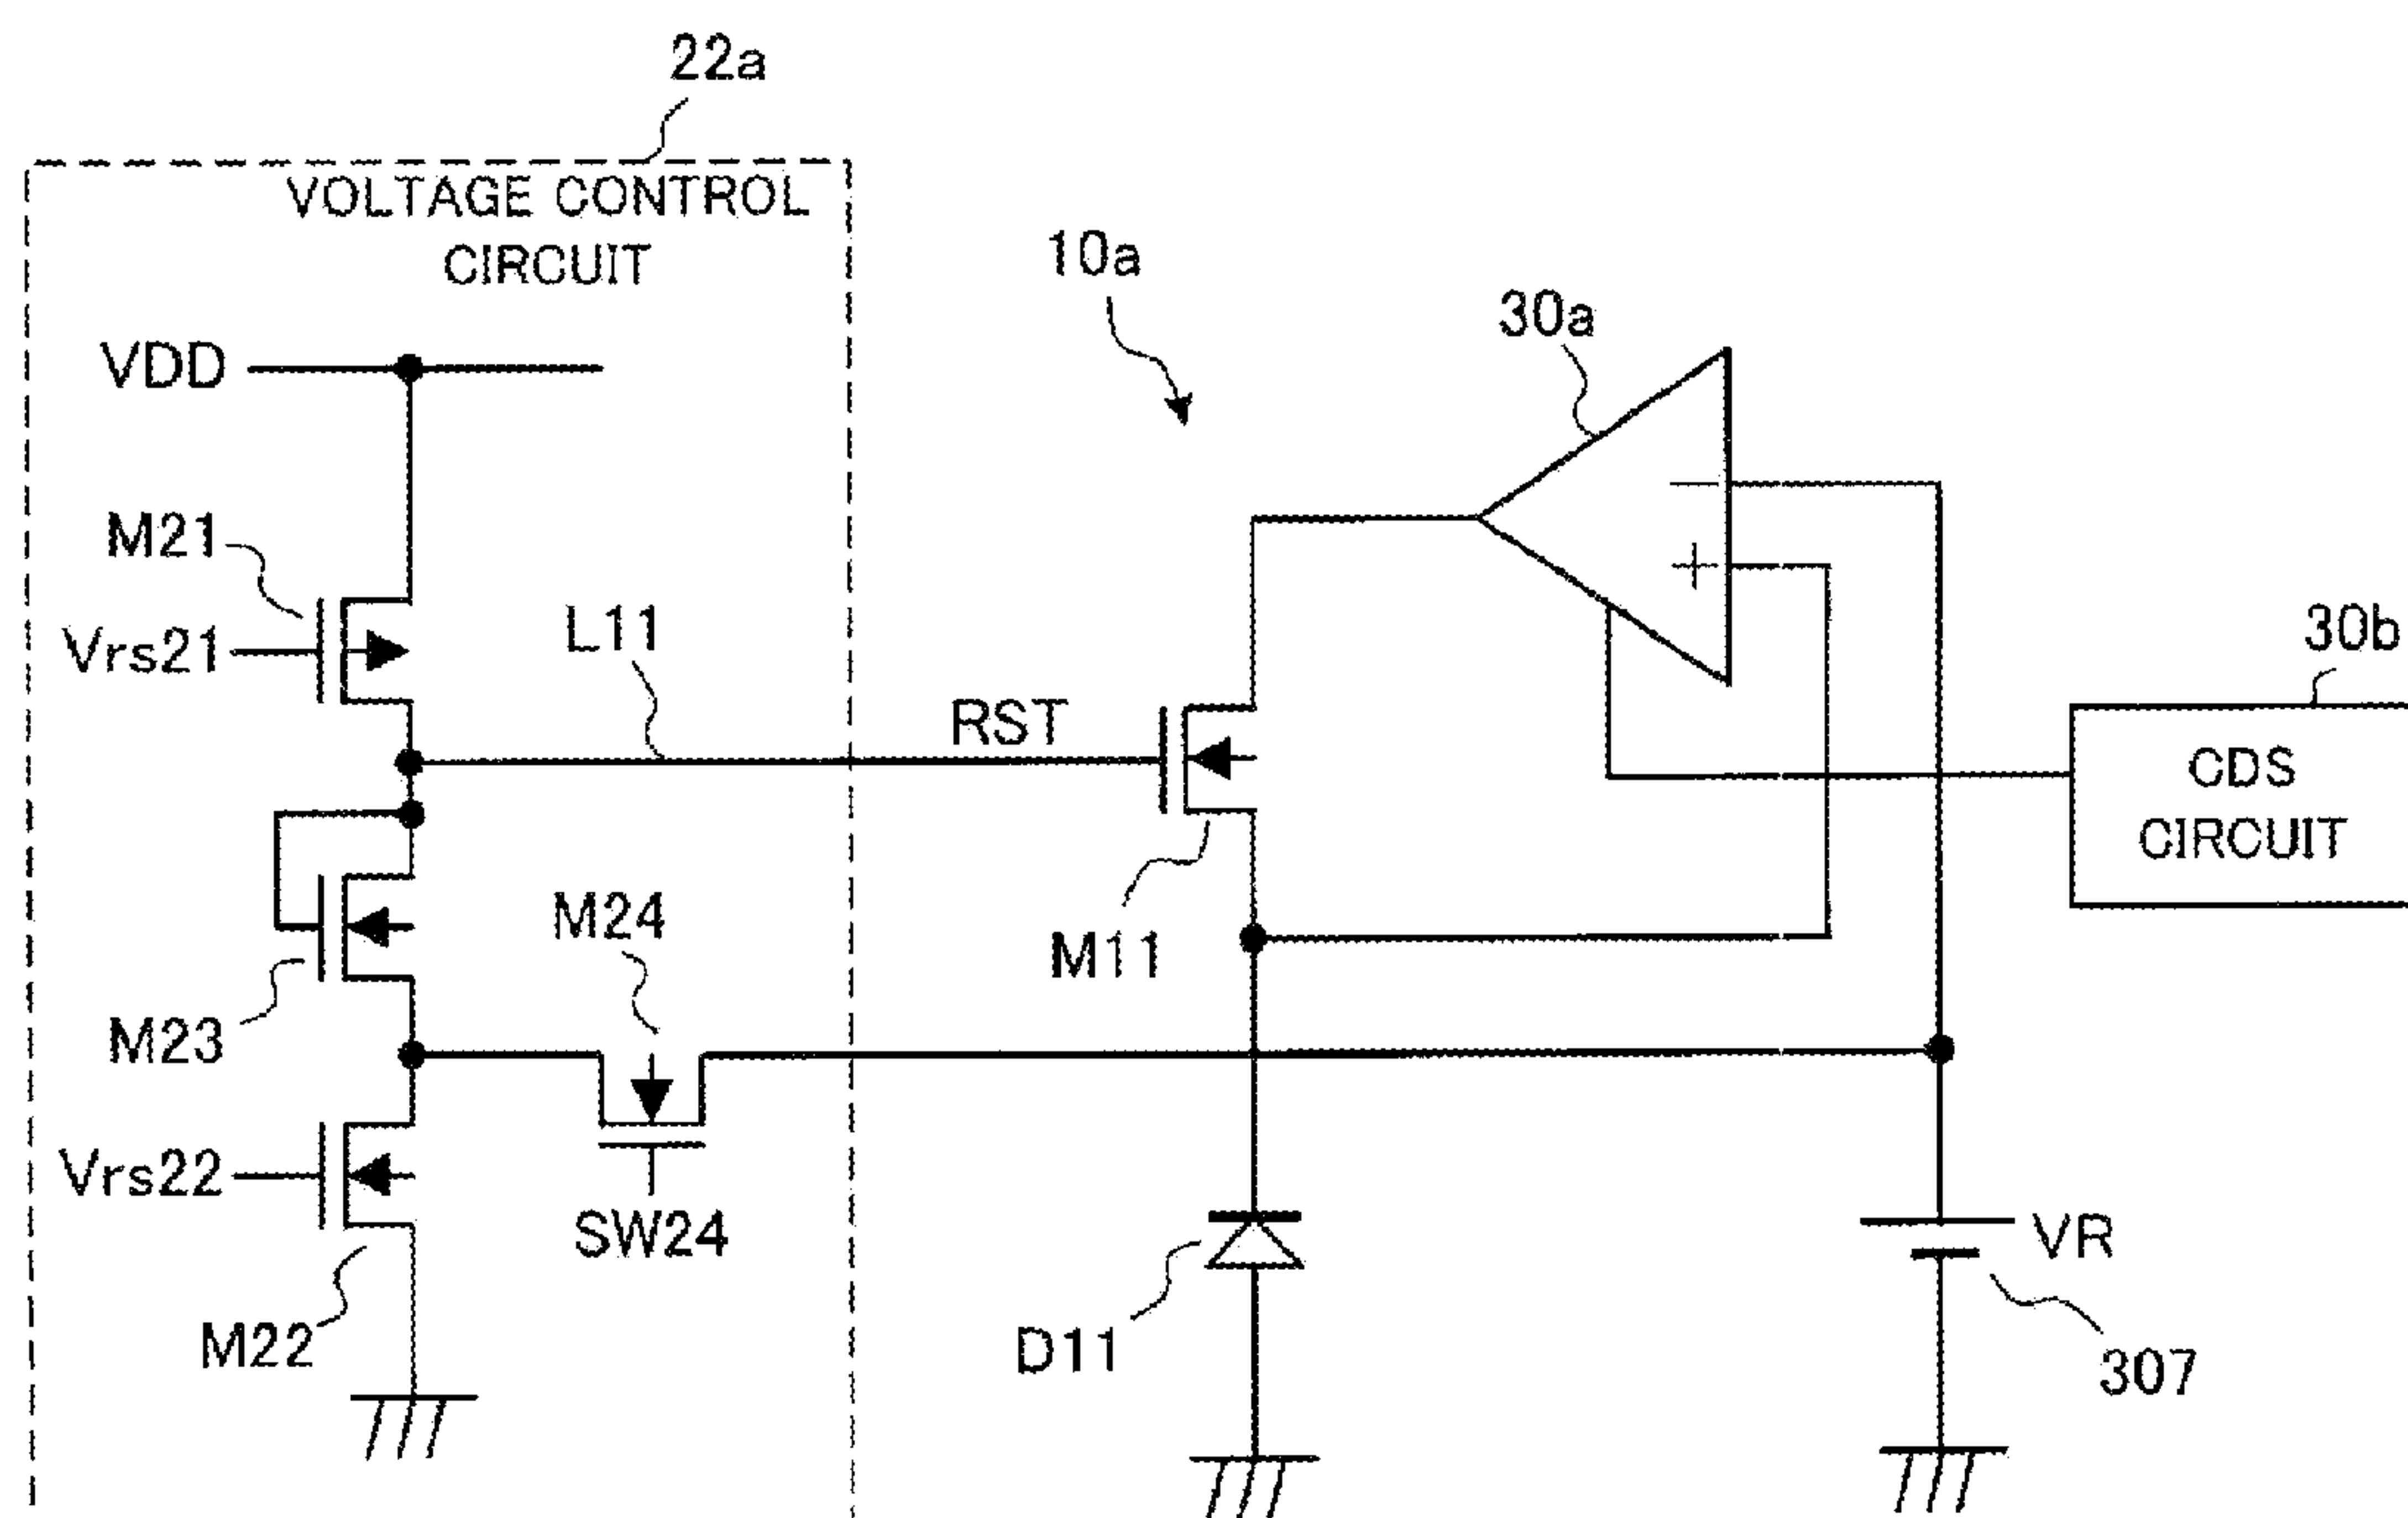 22a
VOLTAGE CONTROL
CIRCUIT
10a
30a
VDD
M21
Vrs21
L11
RST
30b
CDS
CIRCUIT
M24
M11
M23
Vrs22
SW24
VR
M22
D11
307
−
+